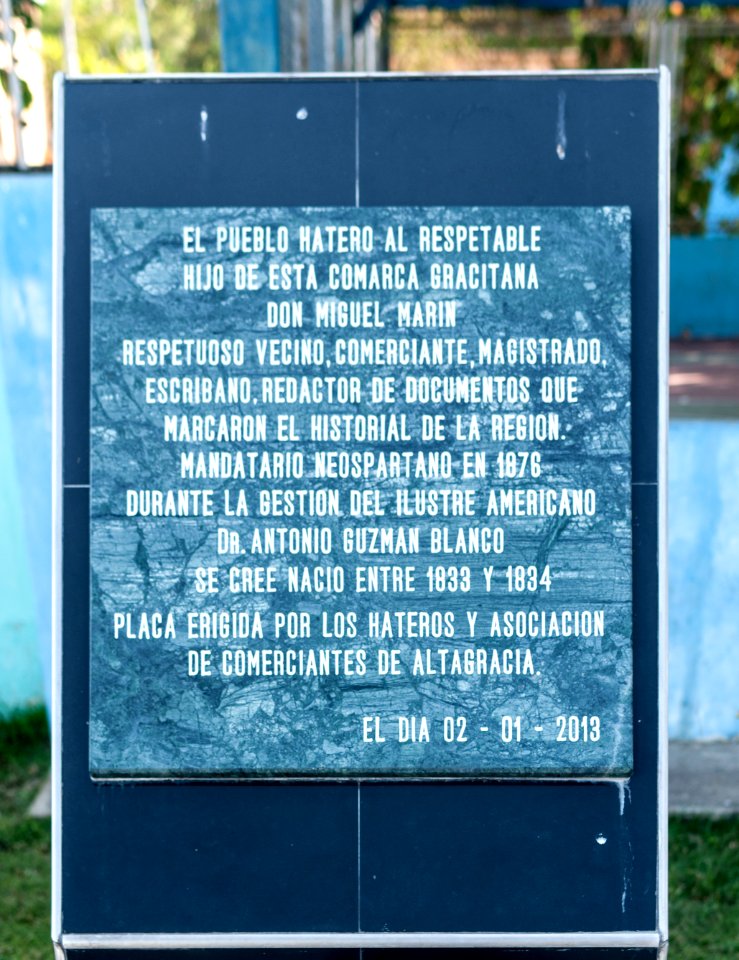 EL PUEBLO HATERO AL RESPETABLE
HIJO DE ESTA COMARCA GRACITANA
DON MIGUEL MARIN
RESPETUOSO VECINO, COMERCIANTE, MAGISTRADO,
ESCRIBANO, REDACTOR DE DOCUMENTOS QUE
MARCARON EL HISTORIAL DE LA REGION.
MANDATARIO NEOSPARTANO EN 1876
DURANTE LA GESTION DEL ILUSTRE AMERICANO
DR. ANTONIO GUZMAN BLANCO
SE CREE NACIO ENTRE 1833 Y 1834
PLACA ERIGIDA POR LOS HATEROS Y ASOCIACION
DE COMERCIANTES DE ALTAGRACIA.
EL DIA 02 - 01 - 2013